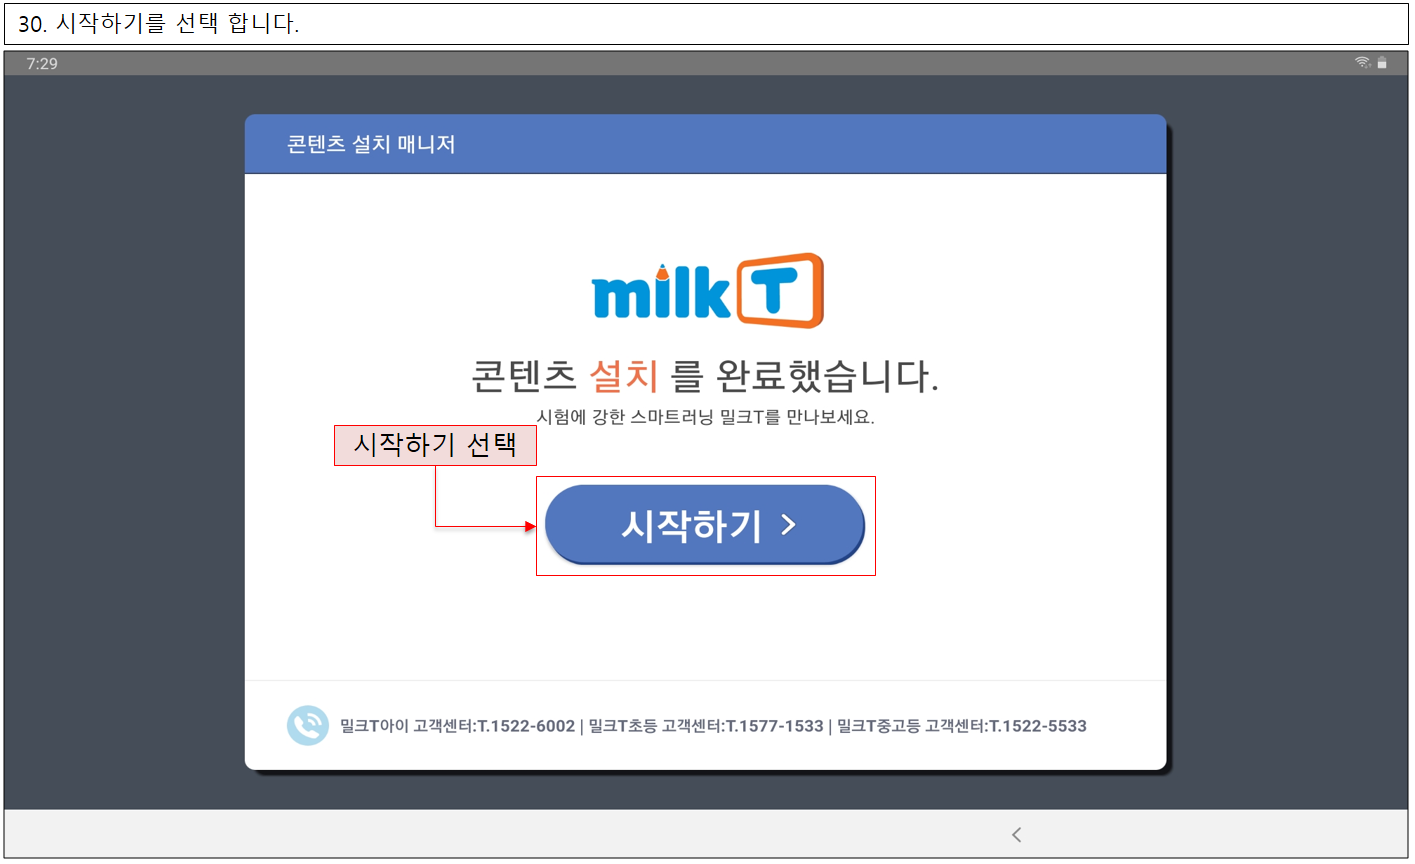 30. 시작하기를 선택 합니다.
7:29
콘텐츠 설치 매니저
milk T
콘텐츠 설치 를 완료했습니다.
시험에 강한 스마트러닝 밀크T를 만나보세요.
시작하기 선택
시작하기 >
밀크T아이 고객센터:T.1522-6002 | 밀크T초등 고객센터:T.1577-1533 | 밀크T중고등 고객센터:T.1522-5533